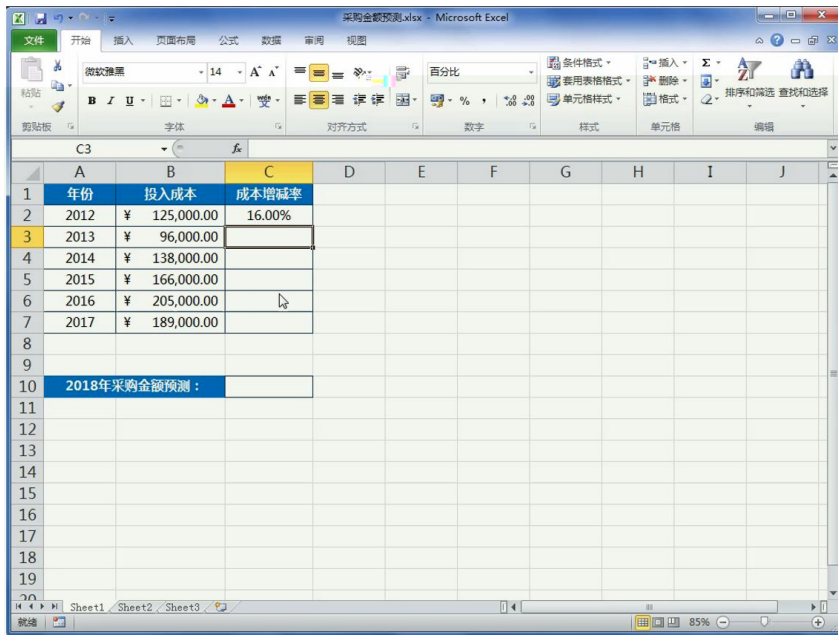 采购金额预测.xlsx - Microsoft Excel
文件 开始 插入 页面布局 公式 数据 审阅 视图
粘贴
微软雅黑 14 A A
B I U A wén
剪贴板 字体 对齐方式
百分比
% , .0 .00 .00 .0
数字
条件格式
套用表格格式
单元格样式
样式
插入
删除
格式
单元格
Σ
排序和筛选 查找和选择
编辑
C3 fx
A B C D E F G H I J
1 年份 投入成本 成本增减率
2 2012 ¥ 125,000.00 16.00%
3 2013 ¥ 96,000.00
4 2014 ¥ 138,000.00
5 2015 ¥ 166,000.00
6 2016 ¥ 205,000.00
7 2017 ¥ 189,000.00
8
9
10 2018年采购金额预测：
11
12
13
14
15
16
17
18
19
20
Sheet1 Sheet2 Sheet3
就绪 85%